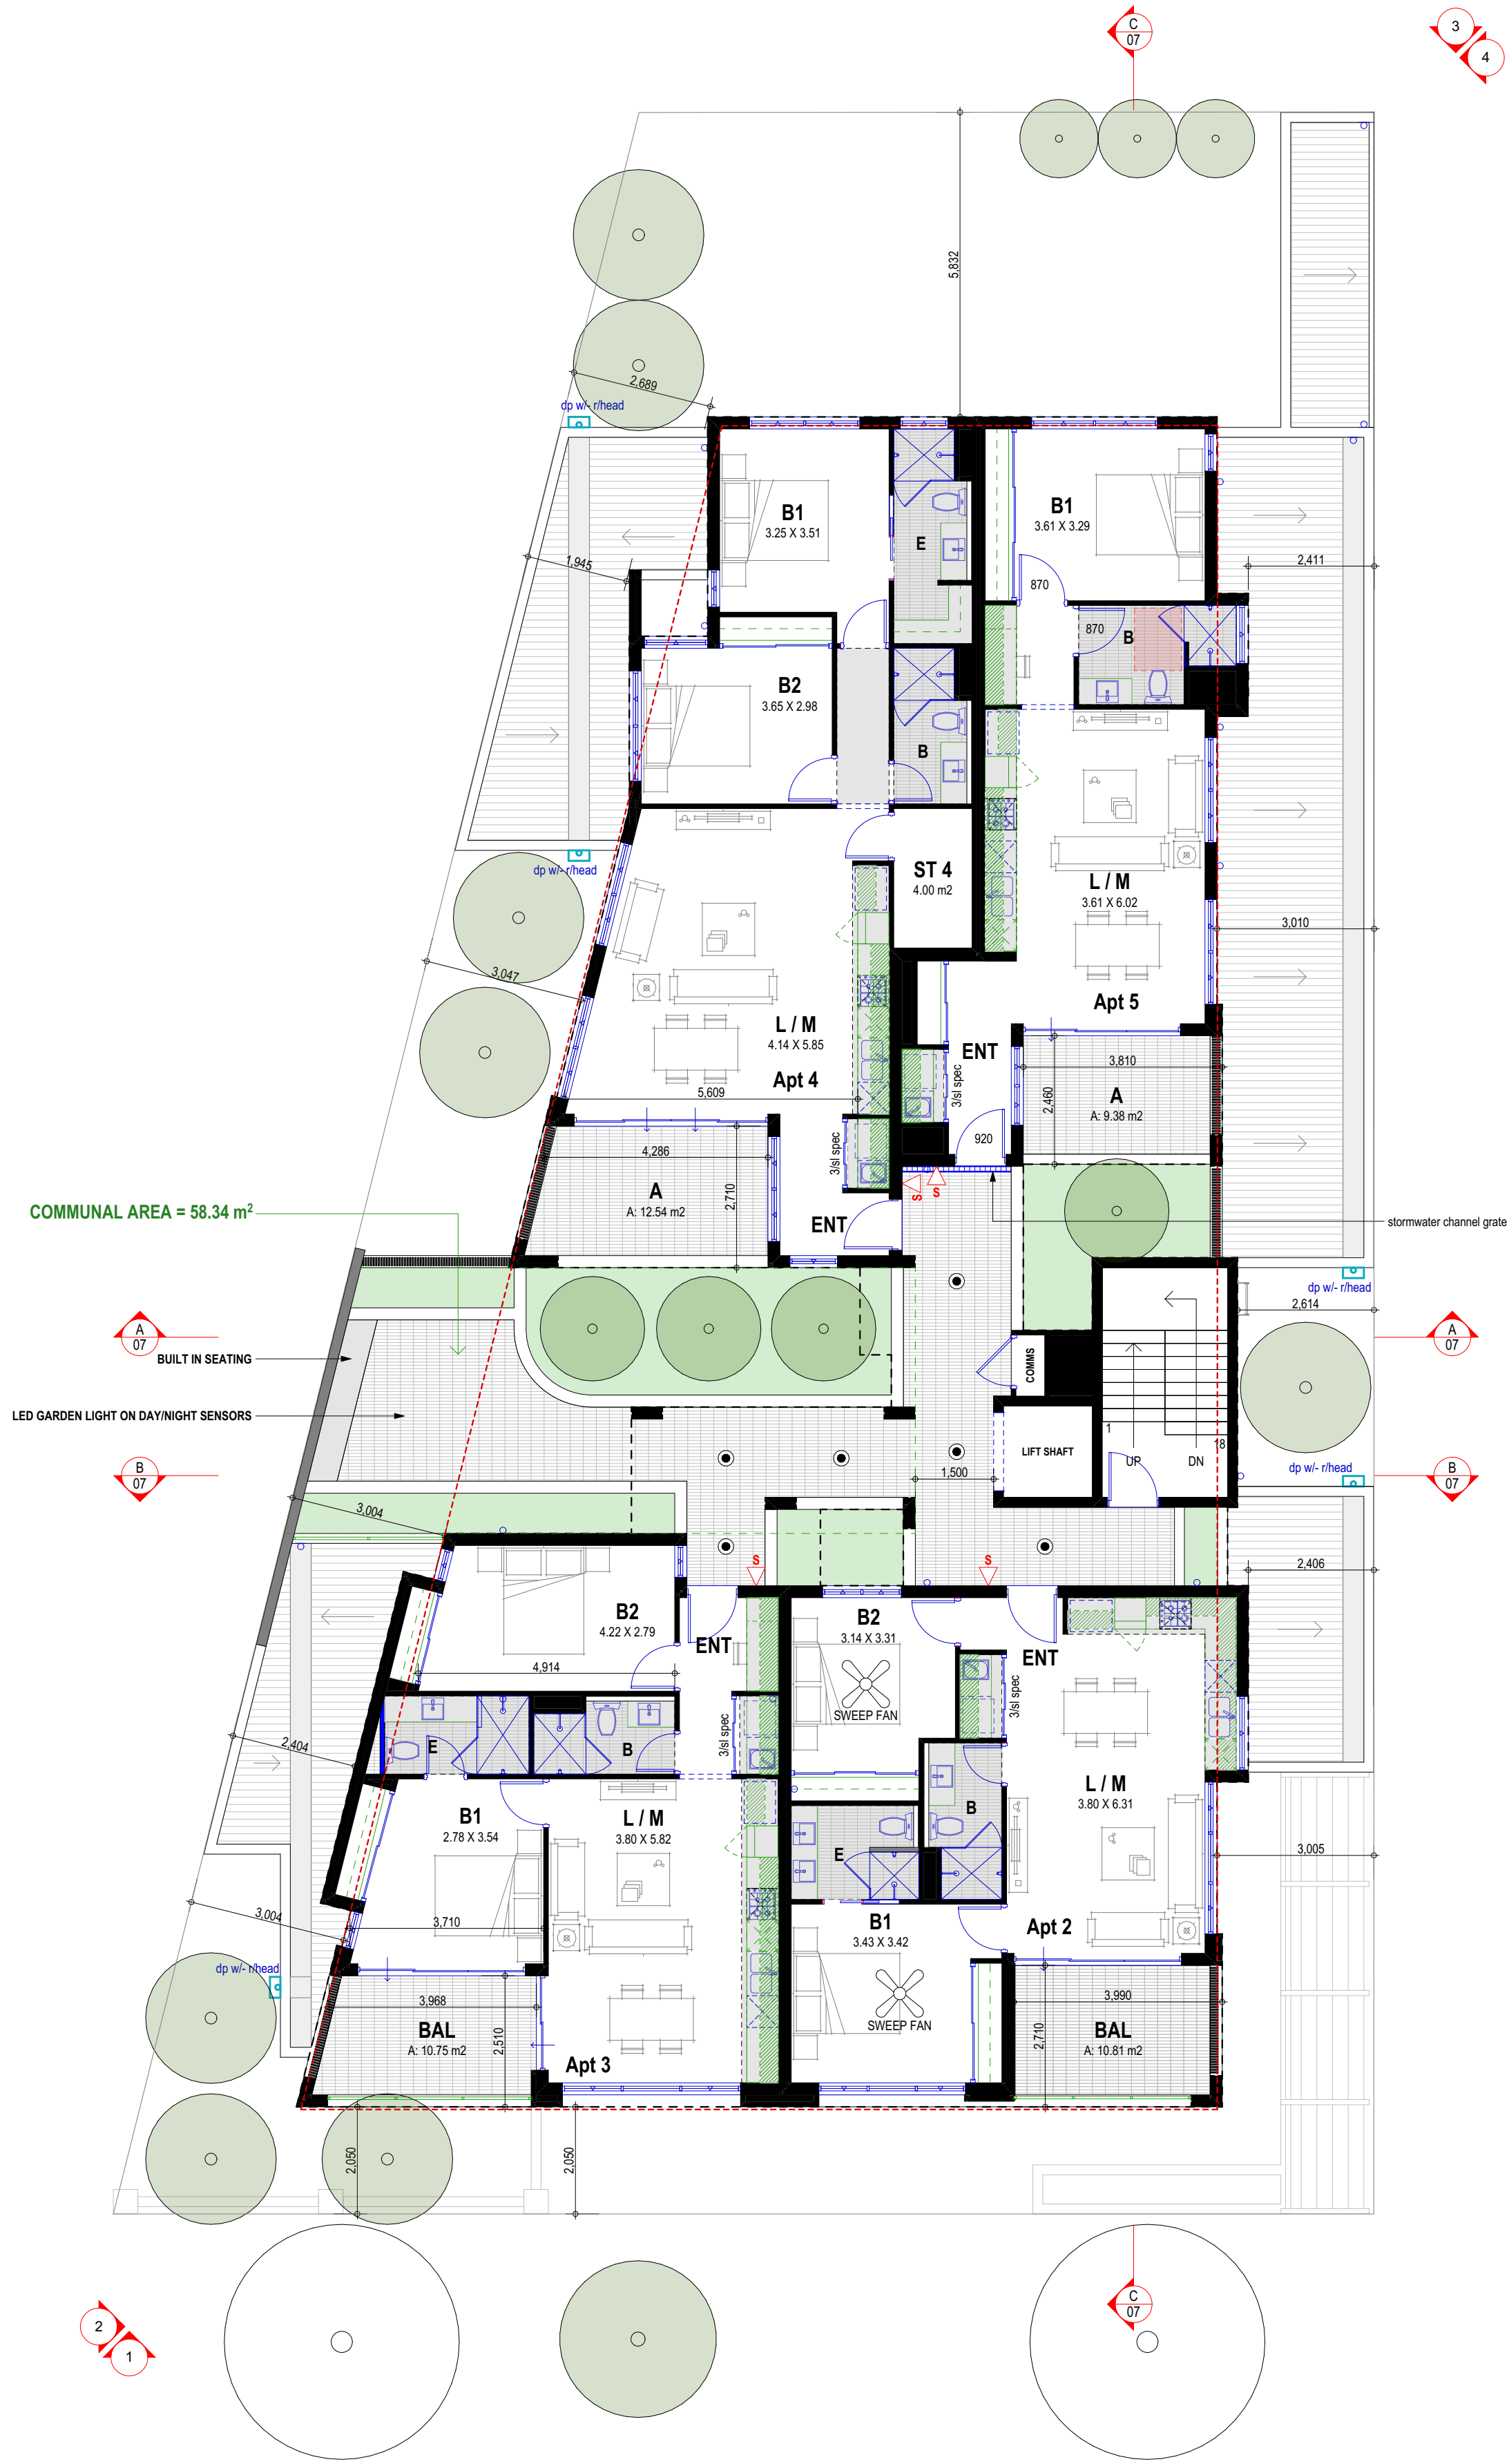 C
07
3
4
5,832
2,689
dp w/- r/head
B1
3.25 X 3.51
E
B1
3.61 X 3.29
870
1,945
2,411
870
B
B2
3.65 X 2.98
B
dp w/- r/head
ST 4
4.00 m2
L / M
3.61 X 6.02
3,010
3,047
Apt 5
L / M
4.14 X 5.85
Apt 4
ENT
3/sl spec
3,810
2,460
A
A: 9.38 m2
5,609
920
4,286
2,710
3/sl spec
A
A: 12.54 m2
S
S
COMMUNAL AREA = 58.34 m2
ENT
stormwater channel grate
dp w/- r/head
2,614
A
07
A
07
BUILT IN SEATING
COMMS
LED GARDEN LIGHT ON DAY/NIGHT SENSORS
1
18
LIFT SHAFT
UP
DN
B
07
dp w/- r/head
B
07
1,500
3,004
S
S
2,406
B2
4.22 X 2.79
ENT
B2
3.14 X 3.31
ENT
4,914
3/sl spec
SWEEP FAN
3/sl spec
2,404
E
B
L / M
3.80 X 6.31
B1
2.78 X 3.54
L / M
3.80 X 5.82
B
E
3,005
3,004
3,710
B1
3.43 X 3.42
Apt 2
dp w/- r/head
3,968
SWEEP FAN
3,990
BAL
A: 10.75 m2
2,510
2,710
BAL
A: 10.81 m2
Apt 3
2,050
2,050
C
07
2
1